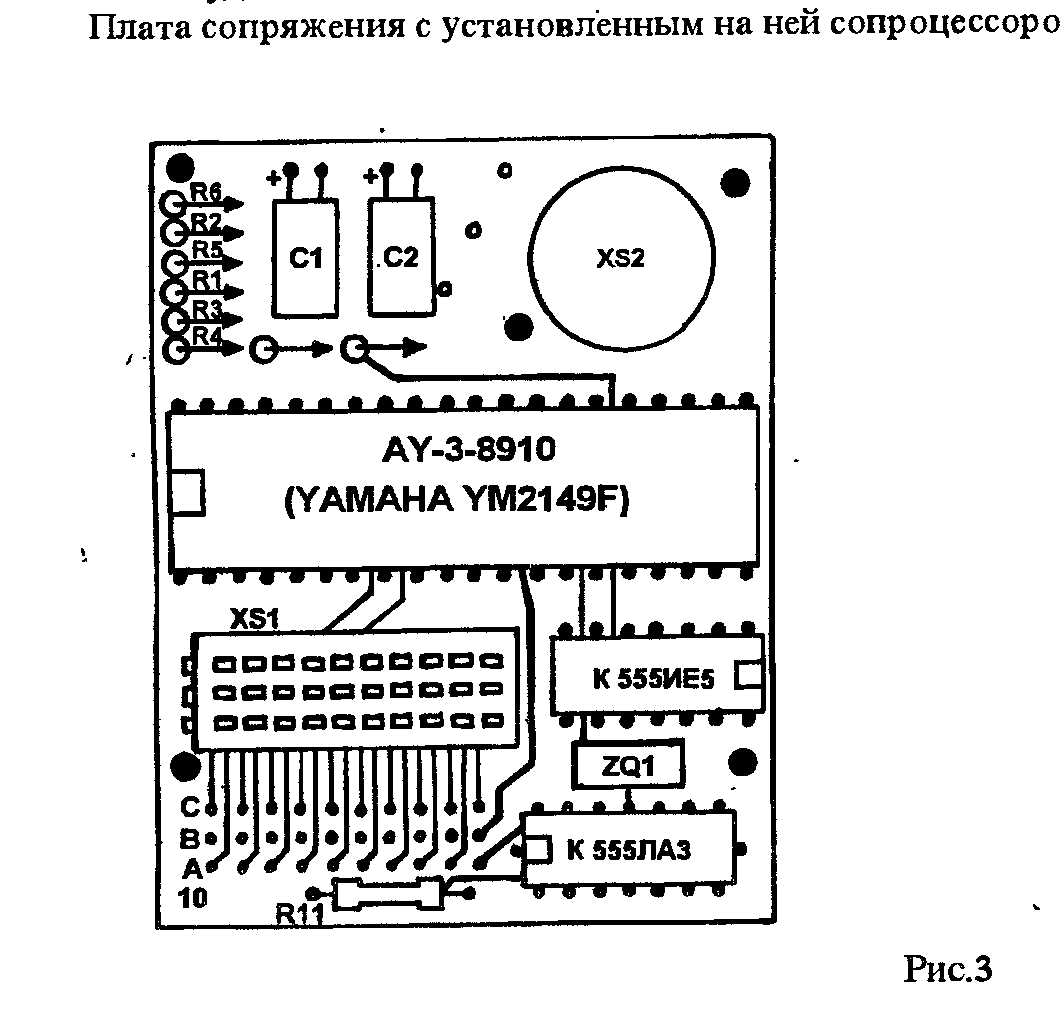 Плата сопряжения с установленным на ней сопроцессоро
R6
R2
R5
R1
R3
R4
+
C1
+
C2
XS2
AY-3-8910
(YAMAHA YM2149F)
XS1
К 555ИЕ5
ZQ1
C
B
A
10
К 555ЛА3
R11
Рис.3